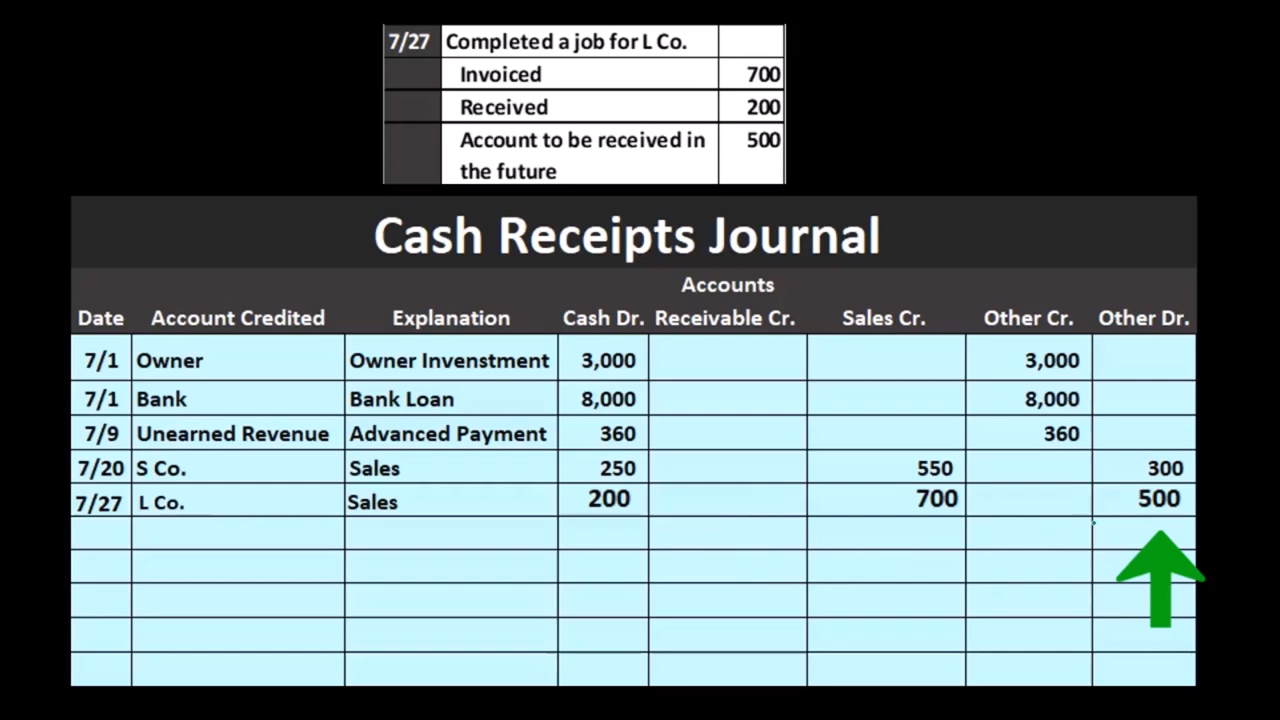 7/27 Completed a job for L Co.
Invoiced 700
Received 200
Account to be received in 500
the future
Cash Receipts Journal
Accounts
Date Account Credited Explanation Cash Dr. Receivable Cr. Sales Cr. Other Cr. Other Dr.
7/1 Owner Owner Invenstment 3,000 3,000
7/1 Bank Bank Loan 8,000 8,000
7/9 Unearned Revenue Advanced Payment 360 360
7/20 S Co. Sales 250 550 300
7/27 L Co. Sales 200 700 500